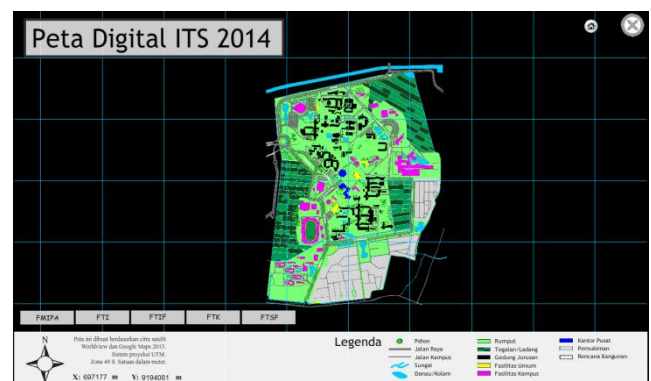 Peta Digital ITS 2014
FMIPA
FTI
FTIF
FTK
FTSP
N
Peta ini dibuat berdasarkan citra satelit
Worldview dan Google Maps 2013.
Sistem proyeksi UTM.
Zona 49 S. Satuan dalam meter.
X: 697177 m Y: 9194061 m
Legenda
Pohon
Jalan Raya
Jalan Kampus
Sungai
Danau/Kolam
Rumput
Tegalan/Ladang
Gedung Jurusan
Fasilitas Umum
Fasilitas Kampus
Kantor Pusat
Pemukiman
Rencana Bangunan